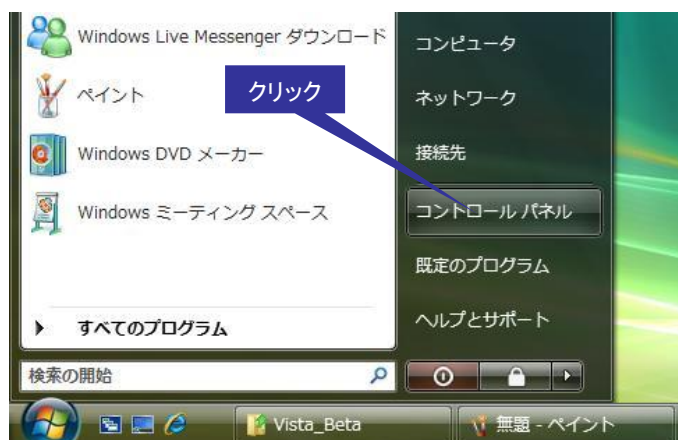 Windows Live Messenger ダウンロード
ペイント
Windows DVD メーカー
Windows ミーティング スペース
すべてのプログラム
検索の開始
クリック
コンピュータ
ネットワーク
接続先
コントロール パネル
既定のプログラム
ヘルプとサポート
Vista_Beta
無題 - ペイント